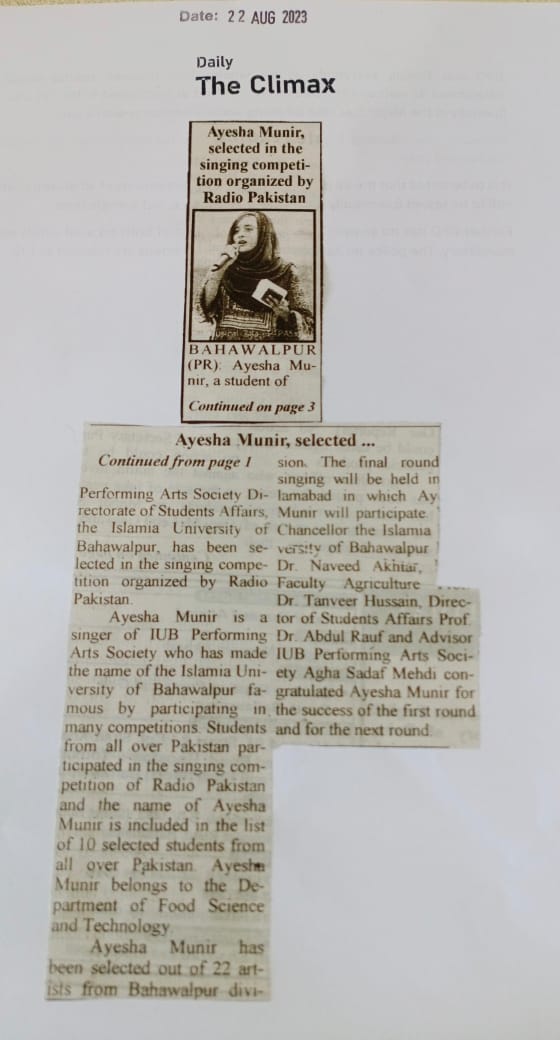 Date: 22 AUG 2023
Daily
The Climax
Ayesha Munir,
selected in the
singing competi-
tion organized by
Radio Pakistan
BAHAWALPUR
(PR): Ayesha Mu-
nir, a student of
Continued on page 3
Ayesha Munir, selected ...
Continued from page 1
Performing Arts Society Di-
rectorate of Students Affairs,
the Islamia University of
Bahawalpur, has been se-
lected in the singing compe-
tition organized by Radio
Pakistan.
Ayesha Munir is a
singer of IUB Performing
Arts Society who has made
the name of the Islamia Uni-
versity of Bahawalpur fa-
mous by participating in
many competitions. Students
from all over Pakistan par-
ticipated in the singing com-
petition of Radio Pakistan
and the name of Ayesha
Munir is included in the list
of 10 selected students from
all over Pakistan. Ayesha
Munir belongs to the De-
partment of Food Science
and Technology.
Ayesha Munir has
been selected out of 22 art-
ists from Bahawalpur divi-
sion. The final round
singing will be held in
lamabad in which Ay
Munir will participate.
Chancellor the Islamia
versity of Bahawalpur
Dr. Naveed Akhtar,
Faculty Agriculture
Dr. Tanveer Hussain, Direc-
tor of Students Affairs Prof.
Dr. Abdul Rauf and Advisor
IUB Performing Arts Soci-
ety Agha Sadaf Mehdi con-
gratulated Ayesha Munir for
the success of the first round
and for the next round.